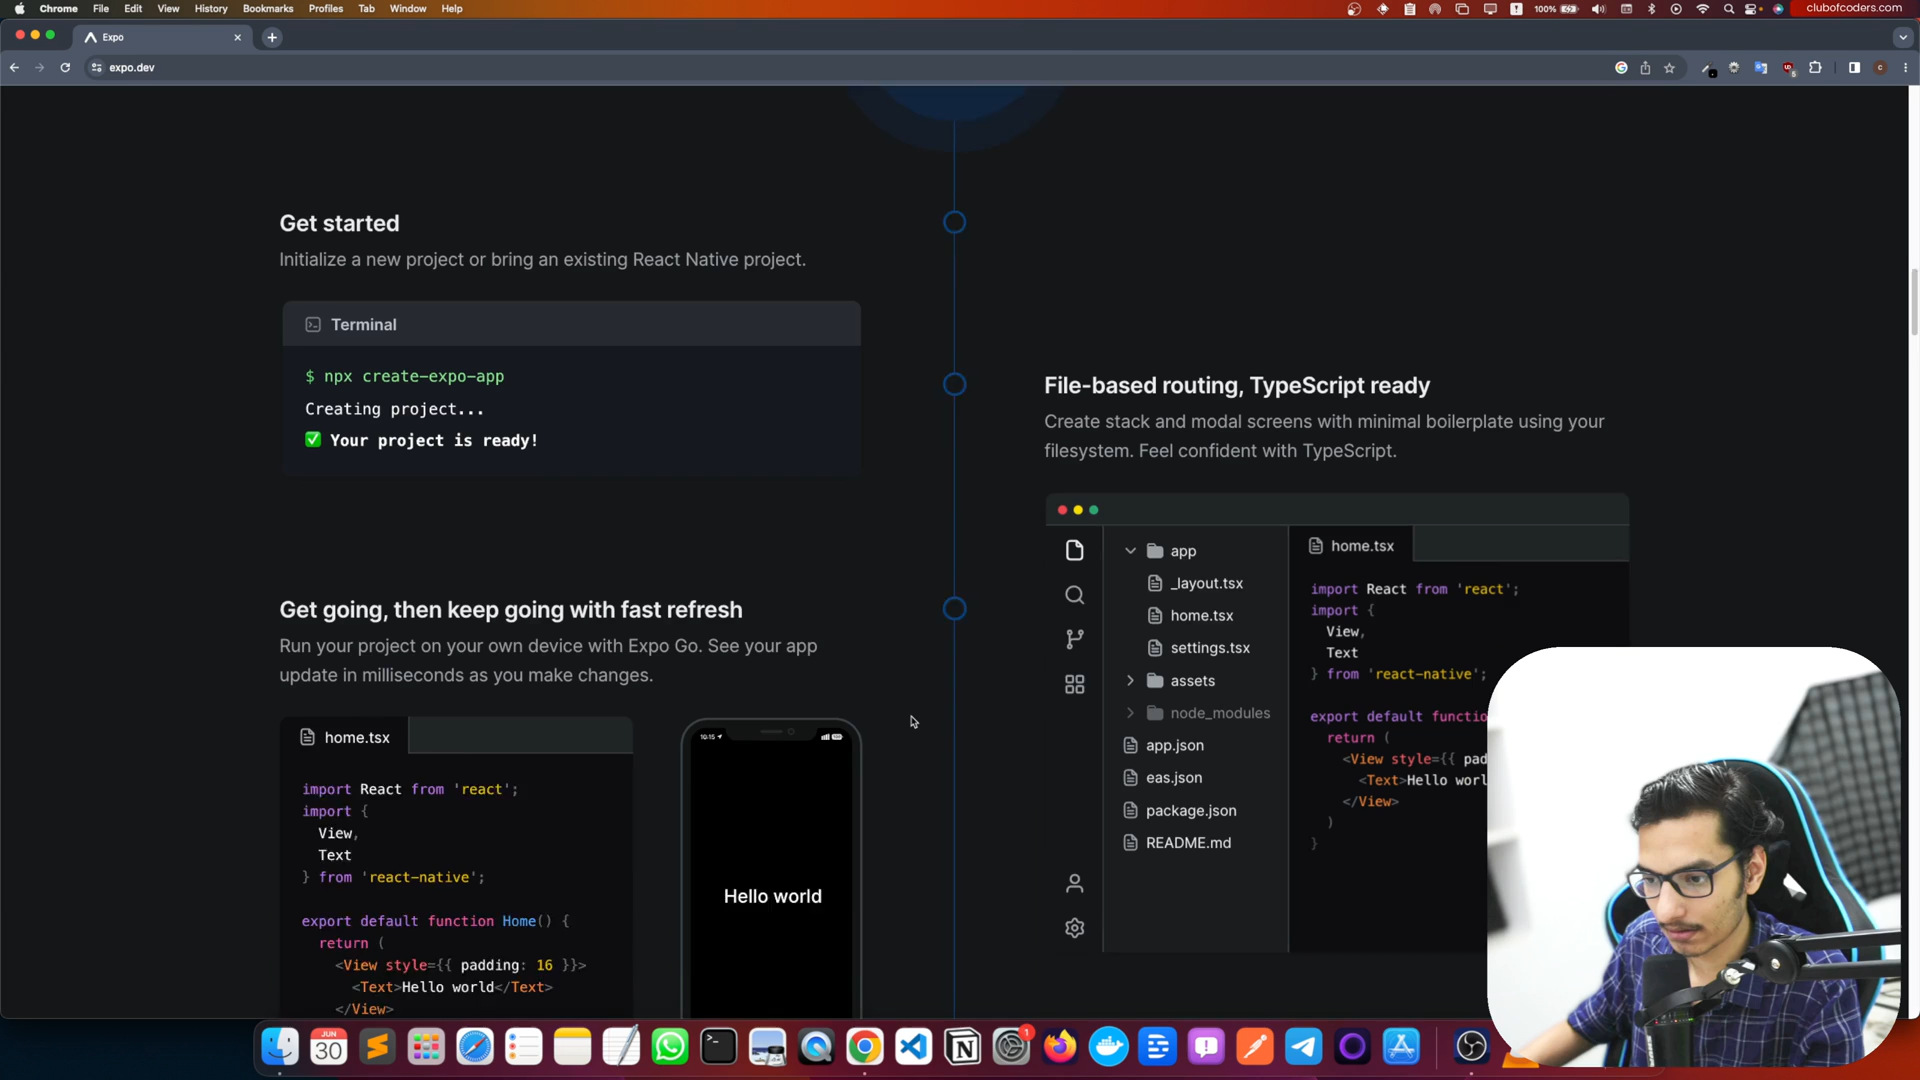 Chrome File Edit View History Bookmarks Profiles Tab Window Help
100%
clubofcoders.com
Expo
expo.dev
Get started
Initialize a new project or bring an existing React Native project.
Terminal
$ npx create-expo-app
Creating project...
✅ Your project is ready!
File-based routing, TypeScript ready
Create stack and modal screens with minimal boilerplate using your
filesystem. Feel confident with TypeScript.
app
_layout.tsx
home.tsx
settings.tsx
assets
node_modules
app.json
eas.json
package.json
README.md
home.tsx
import React from 'react';
import {
View,
Text
} from 'react-native';
export default functio
return (
<View style={{ pad
<Text>Hello worl
</View>
)
}
Get going, then keep going with fast refresh
Run your project on your own device with Expo Go. See your app
update in milliseconds as you make changes.
home.tsx
import React from 'react';
import {
View,
Text
} from 'react-native';
export default function Home() {
return (
<View style={{ padding: 16 }}>
<Text>Hello world</Text>
</View>
10:15
Hello world
JUN
30
1